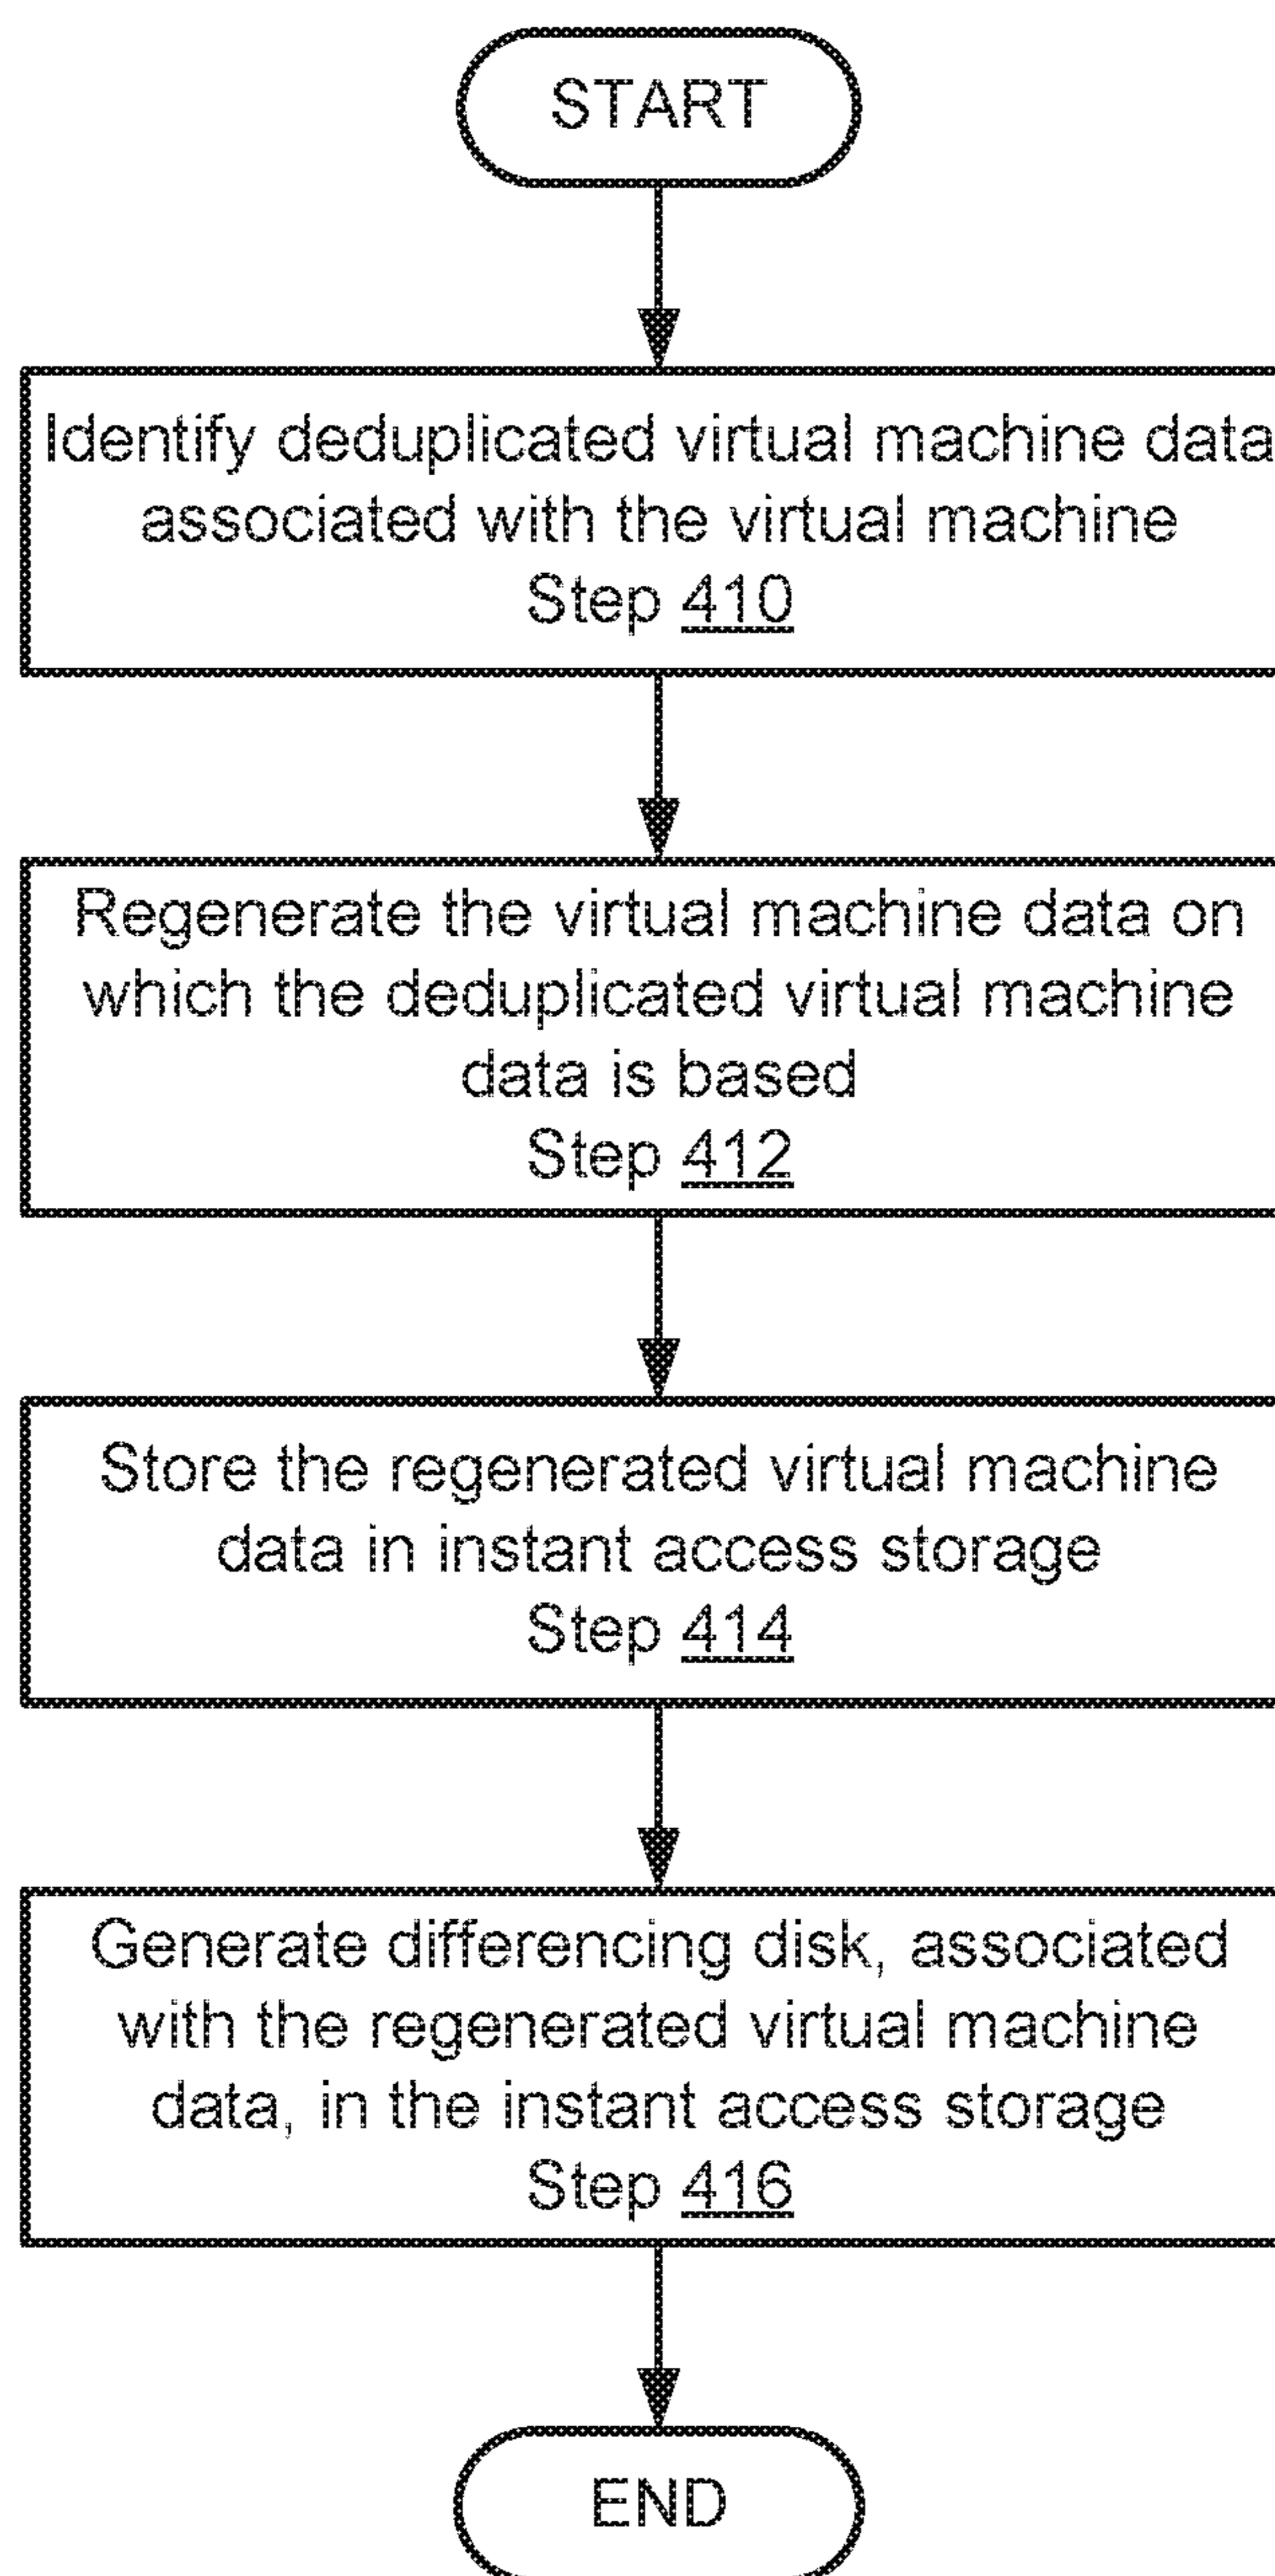 START
Identify deduplicated virtual machine data
associated with the virtual machine
Step 410
Regenerate the virtual machine data on
which the deduplicated virtual machine
data is based
Step 412
Store the regenerated virtual machine
data in instant access storage
Step 414
Generate differencing disk, associated
with the regenerated virtual machine
data, in the instant access storage
Step 416
END